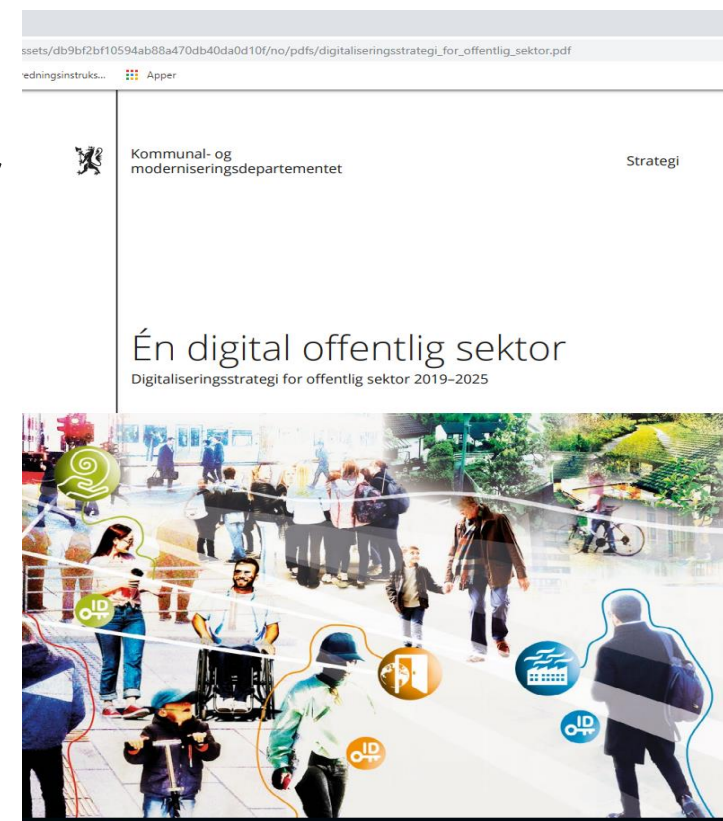 ssets/db9bf2bf10594ab88a470db40da0d10f/no/pdfs/digitaliseringsstrategi_for_offentlig_sektor.pdf
redningsinstruks...
Apper
Kommunal- og
moderniseringsdepartementet
Strategi
Én digital offentlig sektor
Digitaliseringsstrategi for offentlig sektor 2019–2025
ID
ID
ID